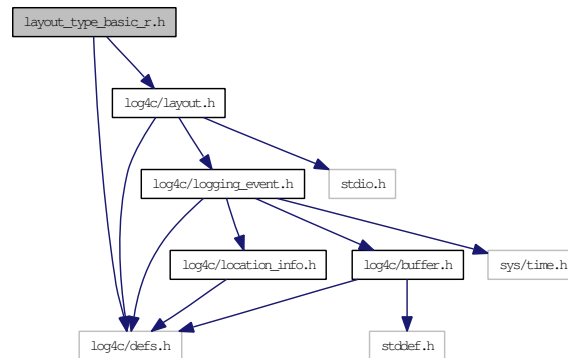 layout_type_basic_r.h
log4c/layout.h
log4c/logging_event.h
stdio.h
log4c/location_info.h
log4c/buffer.h
sys/time.h
log4c/defs.h
stddef.h